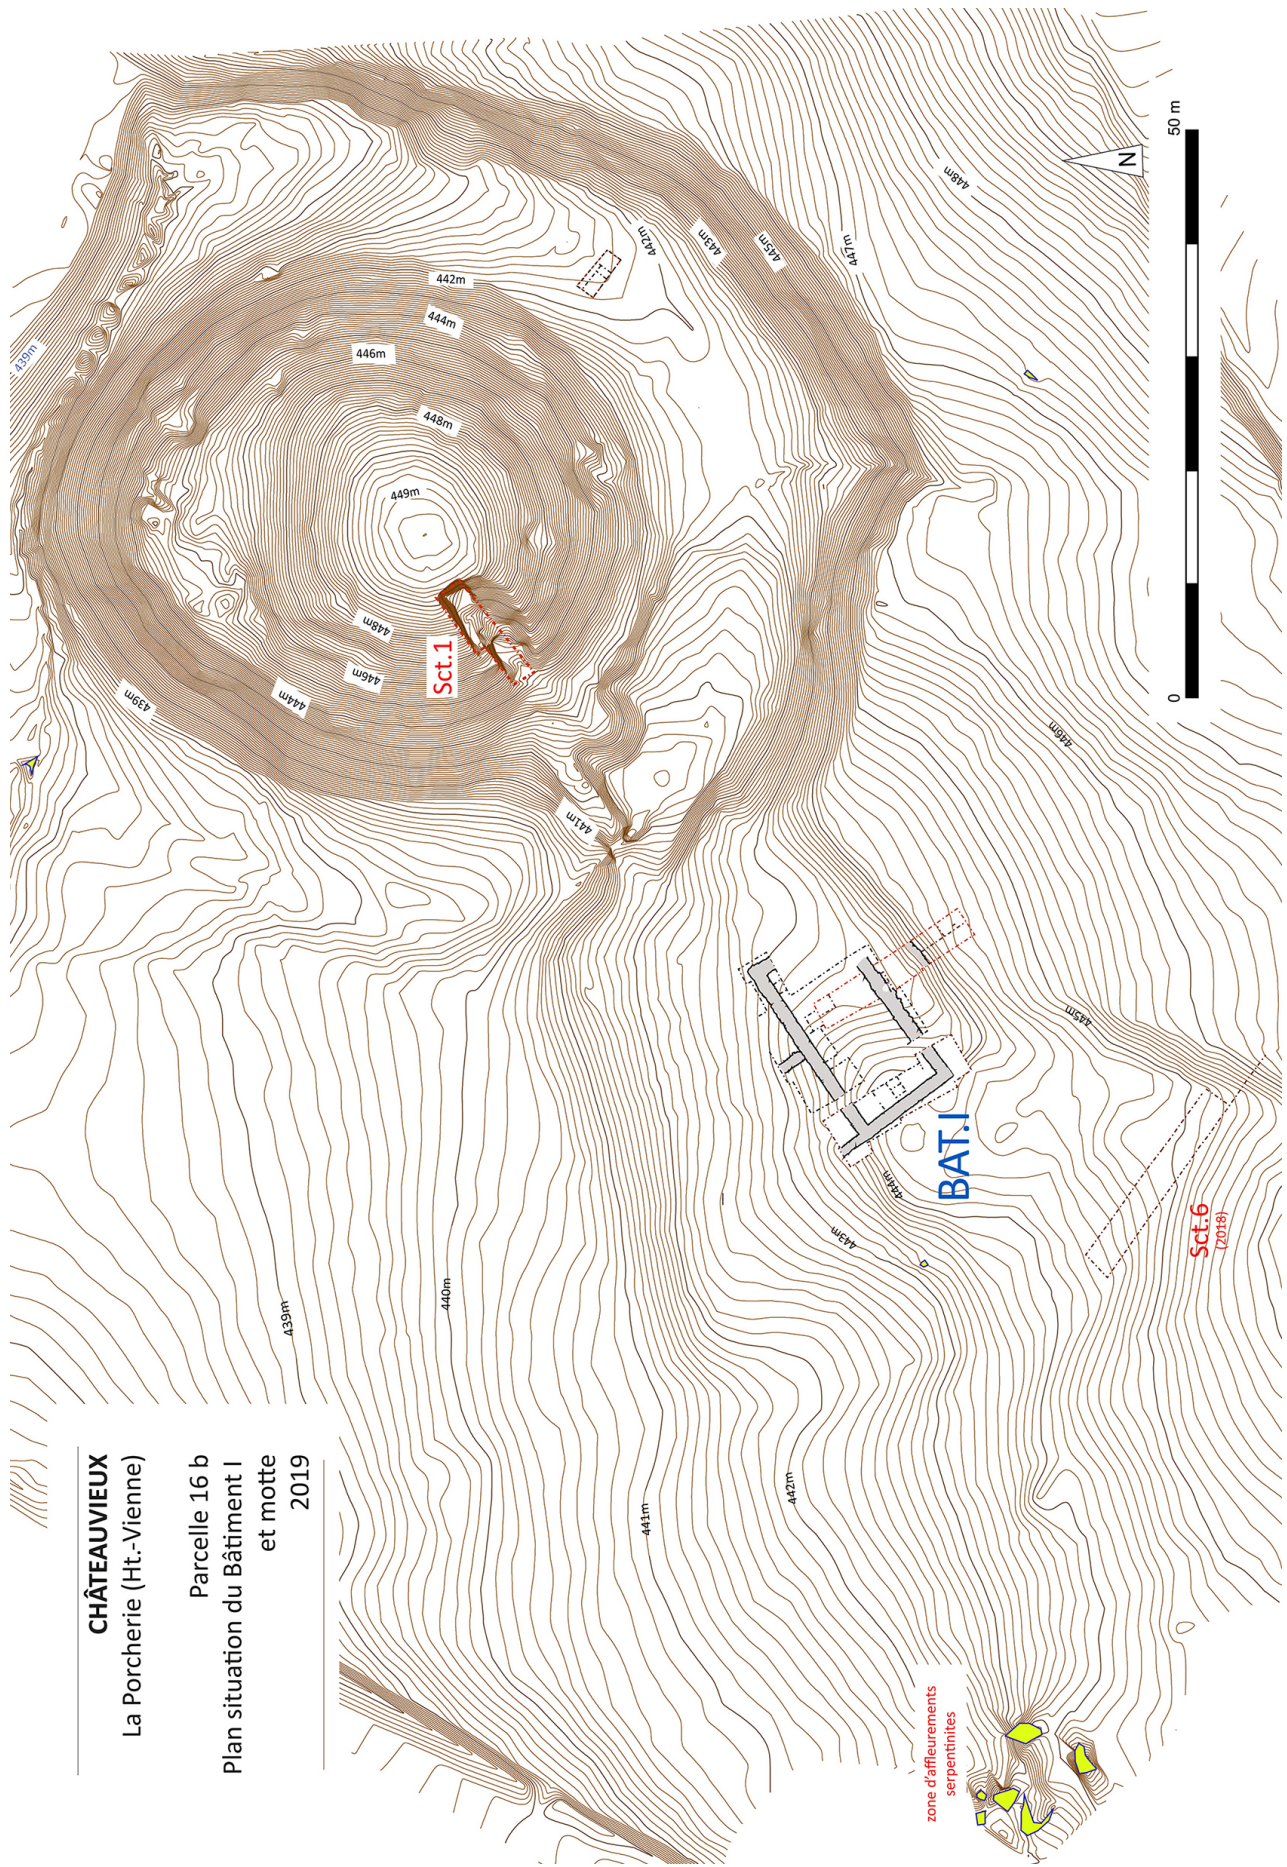 CHÂTEAUVIEUX
La Porcherie (Ht.-Vienne)
Parcelle 16 b
Plan situation du Bâtiment I
et motte
2019
439m
442m
444m
446m
448m
449m
442m
443m
445m
447m
448m
N
0
50 m
Sct.1
448m
446m
444m
439m
441m
446m
445m
BAT.I
444m
443m
Sct.6
(2018)
439m
440m
441m
442m
zone d'affleurements
serpentinites